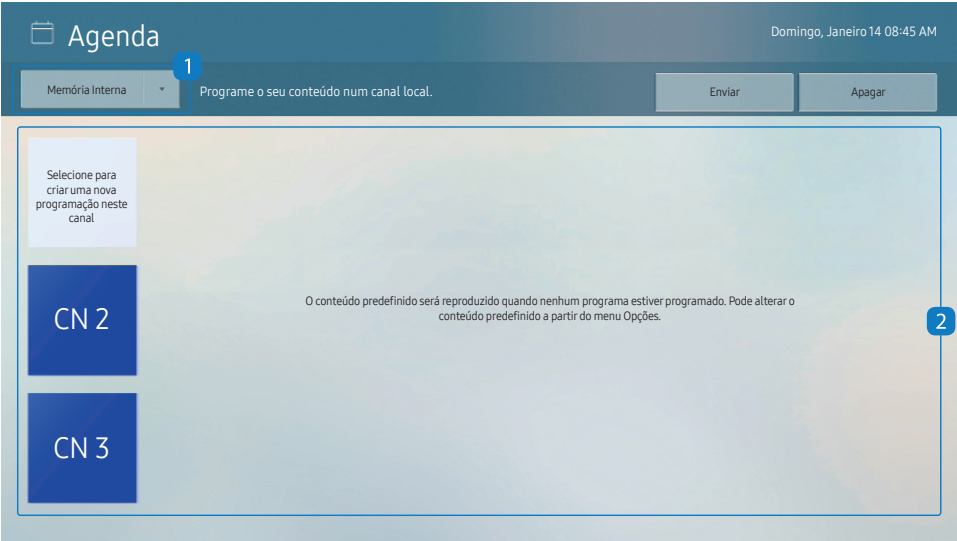 Agenda
Domingo, Janeiro 14 08:45 AM
1
Memória Interna
Programe o seu conteúdo num canal local.
Enviar
Apagar
Selecione para
criar uma nova
programação neste
canal
CN 2
O conteúdo predefinido será reproduzido quando nenhum programa estiver programado. Pode alterar o
conteúdo predefinido a partir do menu Opções.
2
CN 3